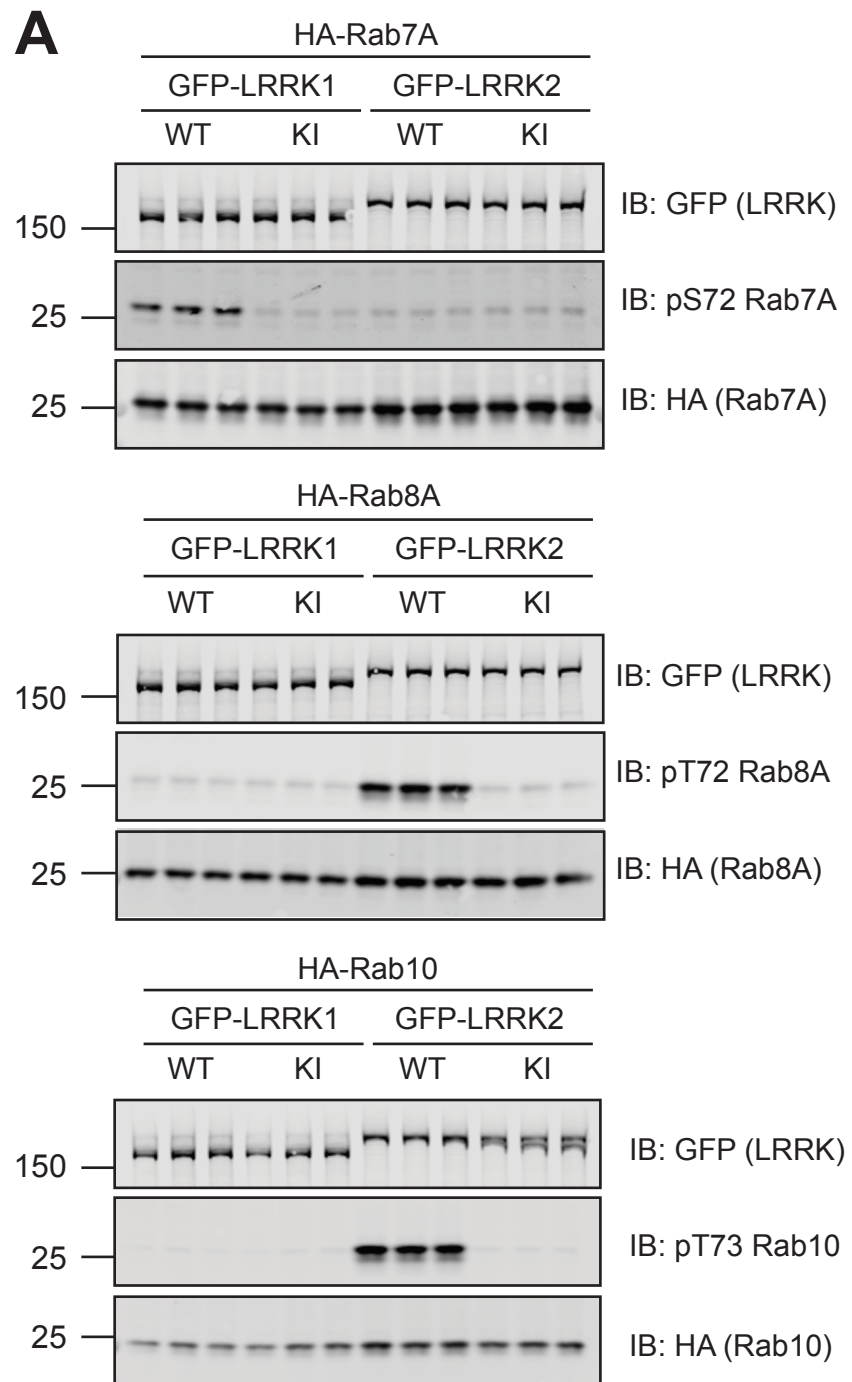 A
HA-Rab7A
GFP-LRRK1 GFP-LRRK2
WT KI WT KI
150 IB: GFP (LRRK)
25 IB: pS72 Rab7A
25 IB: HA (Rab7A)
HA-Rab8A
GFP-LRRK1 GFP-LRRK2
WT KI WT KI
150 IB: GFP (LRRK)
25 IB: pT72 Rab8A
25 IB: HA (Rab8A)
HA-Rab10
GFP-LRRK1 GFP-LRRK2
WT KI WT KI
150 IB: GFP (LRRK)
25 IB: pT73 Rab10
25 IB: HA (Rab10)